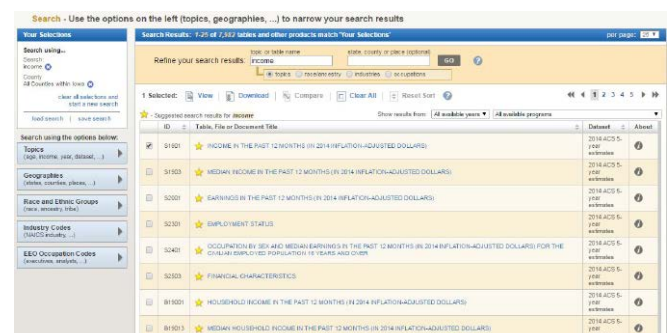 Search - Use the options on the left (topics, geographies, ...) to narrow your search results
Your Selections
Search using...
Search:
income
County
All Counties within Iowa
clear all selections and
start a new search
load search | save search
Search using the options below:
Topics
(age, income, year, dataset, ...)
Geographies
(states, counties, places, ...)
Race and Ethnic Groups
(race, ancestry, tribe)
Industry Codes
(NAICS industry, ...)
EEO Occupation Codes
(executives, analysts, ...)
Search Results: 1-25 of 7,982 tables and other products match 'Your Selections'
per page: 25
topic or table name
state, county or place (optional)
Refine your search results: income
GO
topics race/ancestry industries occupations
1 Selected: View | Download | Compare | Clear All | Reset Sort
1 2 3 4 5
- Suggested search results for income
Show results from: All available years All available programs
ID Table, File or Document Title Dataset About
S1901 INCOME IN THE PAST 12 MONTHS (IN 2014 INFLATION-ADJUSTED DOLLARS) 2014 ACS 5-year estimates
S1903 MEDIAN INCOME IN THE PAST 12 MONTHS (IN 2014 INFLATION-ADJUSTED DOLLARS) 2014 ACS 5-year estimates
S2001 EARNINGS IN THE PAST 12 MONTHS (IN 2014 INFLATION-ADJUSTED DOLLARS) 2014 ACS 5-year estimates
S2301 EMPLOYMENT STATUS 2014 ACS 5-year estimates
S2401 OCCUPATION BY SEX AND MEDIAN EARNINGS IN THE PAST 12 MONTHS (IN 2014 INFLATION-ADJUSTED DOLLARS) FOR THE CIVILIAN EMPLOYED POPULATION 16 YEARS AND OVER 2014 ACS 5-year estimates
S2503 FINANCIAL CHARACTERISTICS 2014 ACS 5-year estimates
B19001 HOUSEHOLD INCOME IN THE PAST 12 MONTHS (IN 2014 INFLATION-ADJUSTED DOLLARS) 2014 ACS 5-year estimates
B19013 MEDIAN HOUSEHOLD INCOME IN THE PAST 12 MONTHS (IN 2014 INFLATION-ADJUSTED DOLLARS) 2014 ACS 5-year